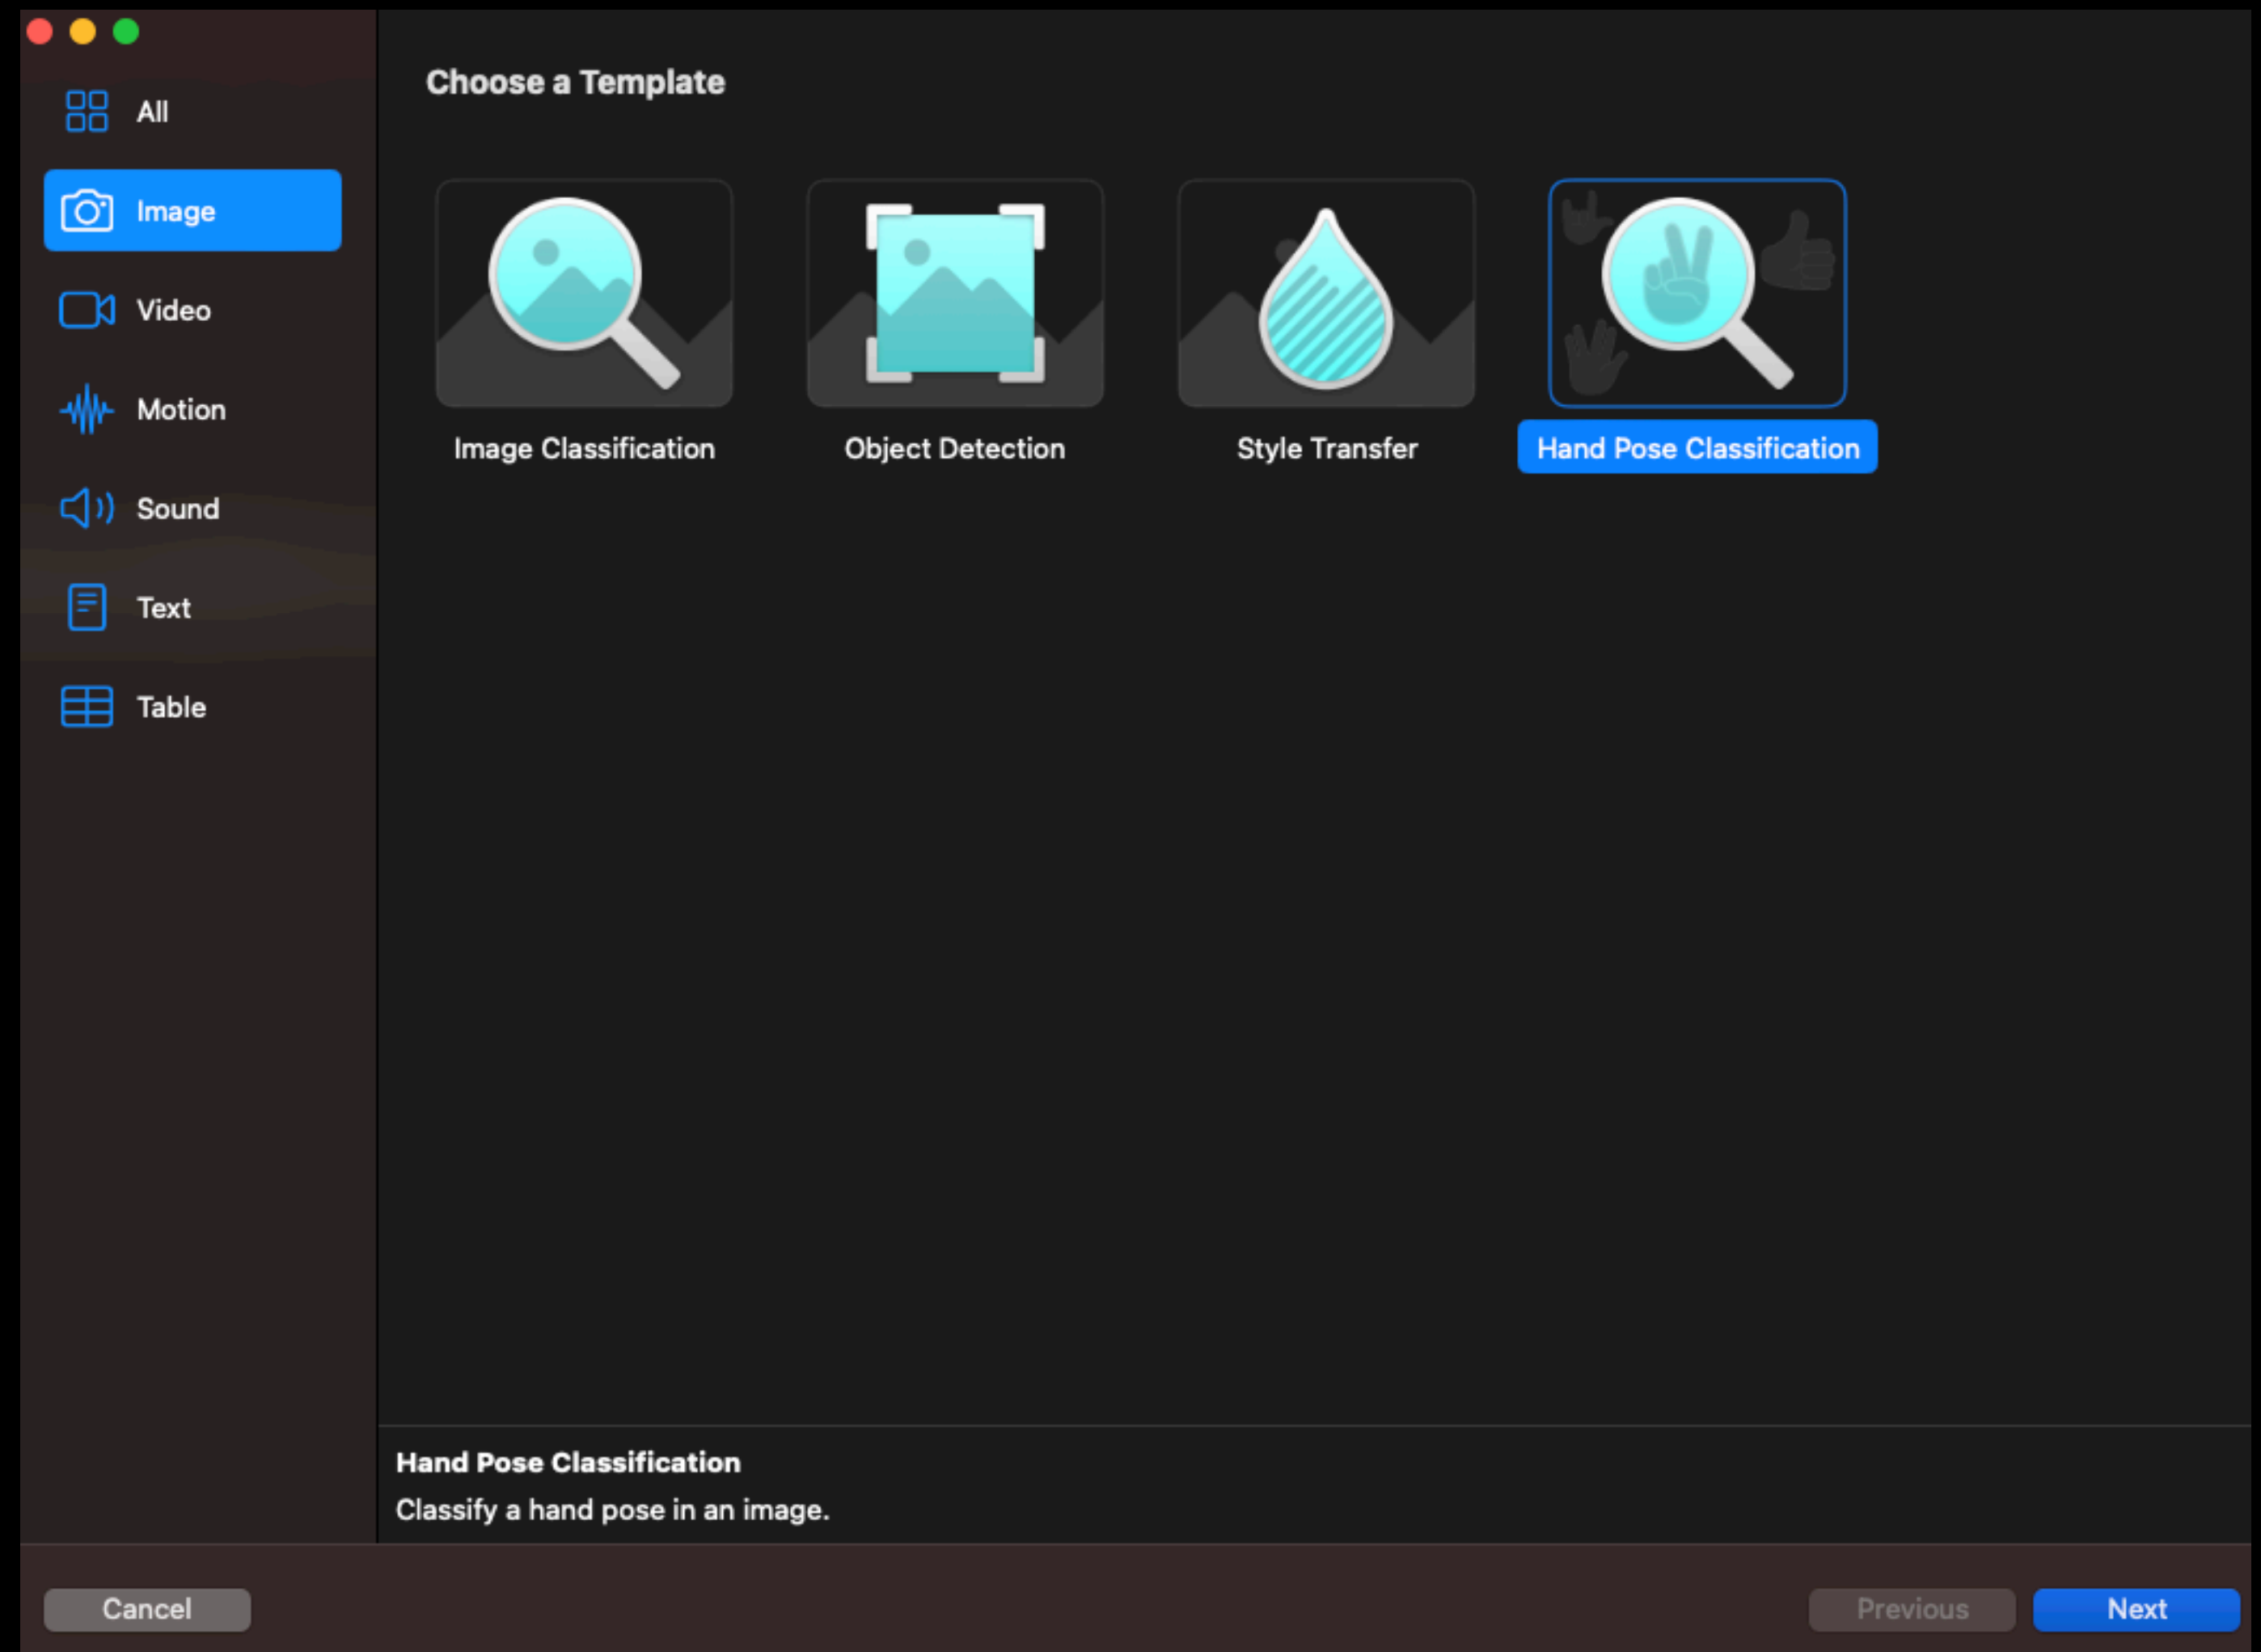 Choose a Template
All
Image
Video
Motion
Sound
Text
Table
Image Classification
Object Detection
Style Transfer
Hand Pose Classification
Hand Pose Classification
Classify a hand pose in an image.
Cancel
Previous
Next